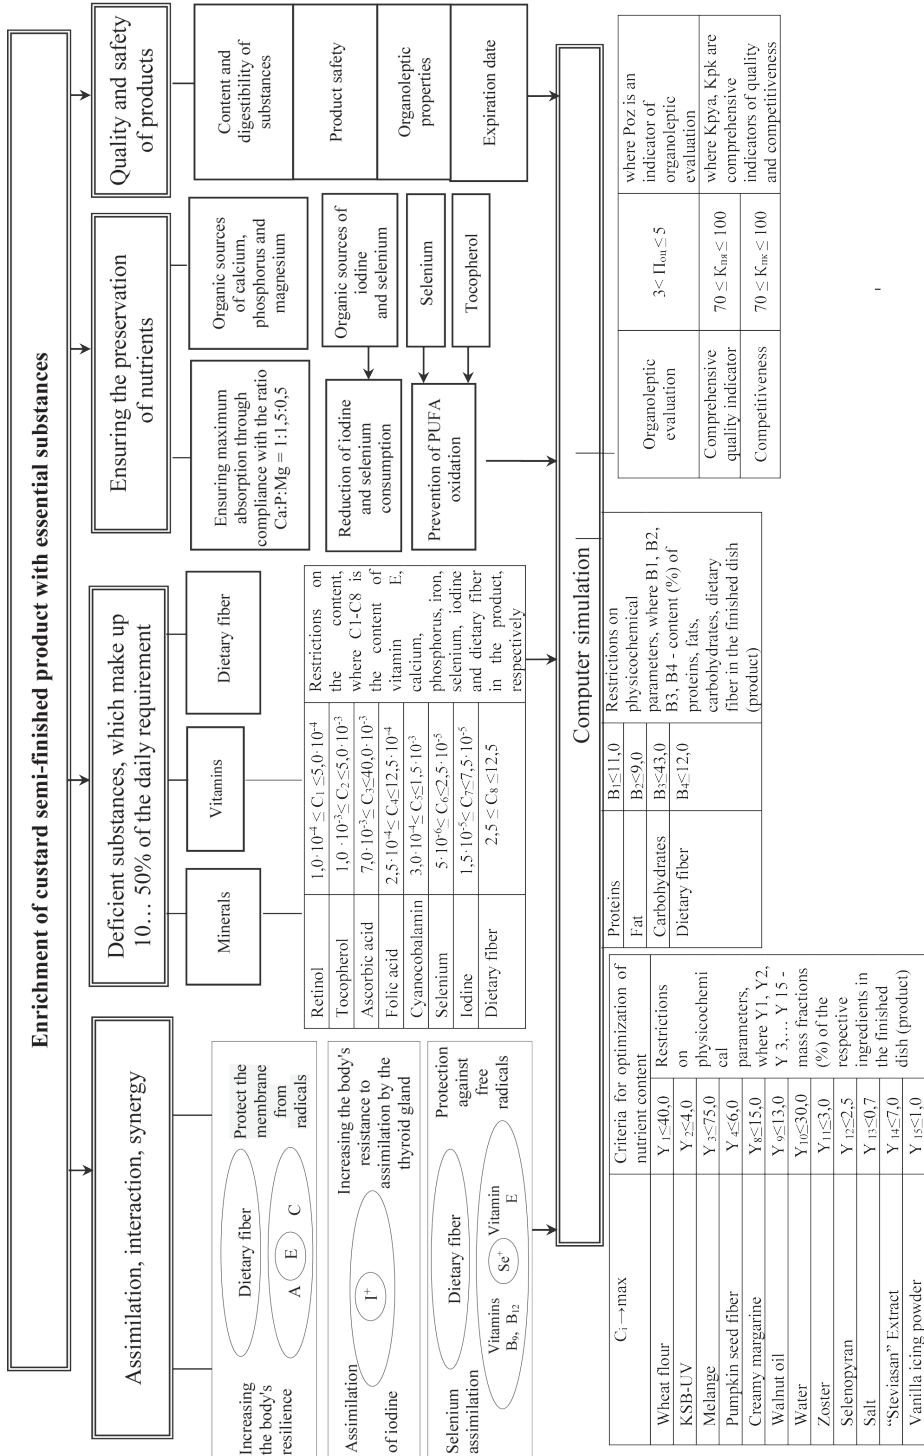 Enrichment of custard semi-finished product with essential substances
Assimilation, interaction, synergy
Deficient substances, which make up
10… 50% of the daily requirement
Ensuring the preservation
of nutrients
Quality and safety
of products
Increasing
the body's
resilience
Dietary fiber
A E C
Protect the
membrane
from
radicals
Assimilation
of iodine
I⁺
Increasing the body's
resistance to
assimilation by the
thyroid gland
Selenium
assimilation
Dietary fiber
Vitamins
B₉, B₁₂
Se⁺
Vitamin
E
Protection
against
free
radicals
Minerals
Vitamins
Dietary fiber
Retinol 1,0·10⁻⁴ ≤ C₁ ≤5,0·10⁻⁴
Tocopherol 1,0 ·10⁻³≤ C₂≤5,0·10⁻³
Ascorbic acid 7,0·10⁻³≤ C₃≤40,0·10⁻³
Folic acid 2,5·10⁻⁴≤ C₄≤12,5·10⁻⁴
Cyanocobalamin 3,0·10⁻⁴≤ C₅≤1,5·10⁻³
Selenium 5·10⁻⁶≤ C₆≤2,5·10⁻⁵
Iodine 1,5·10⁻⁵≤ C₇≤7,5·10⁻⁵
Dietary fiber 2,5 ≤ C₈ ≤12,5
Restrictions on
the content,
where C1-C8 is
the content of
vitamin E,
calcium,
phosphorus, iron,
selenium, iodine
and dietary fiber
in the product,
respectively
Ensuring maximum
absorption through
compliance with the ratio
Ca:P:Mg = 1:1,5:0,5
Organic sources
of calcium,
phosphorus and
magnesium
Reduction of iodine
and selenium
consumption
Organic sources of
iodine
and selenium
Prevention of PUFA
oxidation
Selenium
Tocopherol
Content and
digestibility of
substances
Product safety
Organoleptic
properties
Expiration date
Computer simulation
Cᵢ →max
Criteria for optimization of
nutrient content
Wheat flour Y₁≤40,0
KSB-UV Y₂≤4,0
Melange Y₃≤75,0
Pumpkin seed fiber Y₄≤6,0
Creamy margarine Y₈≤15,0
Walnut oil Y₉≤13,0
Water Y₁₀≤30,0
Zoster Y₁₁≤3,0
Selenopyran Y₁₂≤2,5
Salt Y₁₃≤0,7
“Steviasan” Extract Y₁₄≤7,0
Vanilla icing powder Y₁₅≤1,0
Restrictions
on
physicochemi
cal
parameters,
where Y1, Y2,
Y 3,… Y 15 -
mass fractions
(%) of the
respective
ingredients in
the finished
dish (product)
Proteins B₁≤11,0
Fat B₂≤9,0
Carbohydrates B₃≤43,0
Dietary fiber B₄≤12,0
Restrictions on
physicochemical
parameters, where B1, B2,
B3, B4 - content (%) of
proteins, fats,
carbohydrates, dietary
fiber in the finished dish
(product)
Organoleptic
evaluation
3< Поц ≤ 5
where Poz is an
indicator of
organoleptic
evaluation
Comprehensive
quality indicator
70 ≤ Кпя ≤ 100
Competitiveness
70 ≤ Кпк ≤ 100
where Kpya, Kpk are
comprehensive
indicators of quality
and competitiveness
-